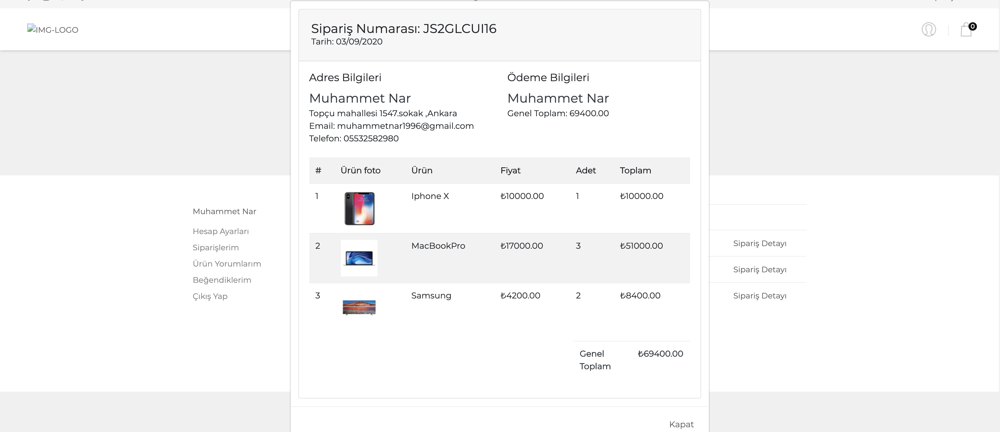 IMG-LOGO
0
Sipariş Numarası: JS2GLCUI16
Tarih: 03/09/2020
Adres Bilgileri
Muhammet Nar
Topçu mahallesi 1547.sokak ,Ankara
Email: muhammetnar1996@gmail.com
Telefon: 05532582980
Ödeme Bilgileri
Muhammet Nar
Genel Toplam: 69400.00
# Ürün foto Ürün Fiyat Adet Toplam
1 Iphone X ₺10000.00 1 ₺10000.00
2 MacBookPro ₺17000.00 3 ₺51000.00
3 Samsung ₺4200.00 2 ₺8400.00
Genel ₺69400.00
Toplam
Kapat
Muhammet Nar
Hesap Ayarları
Siparişlerim
Ürün Yorumlarım
Beğendiklerim
Çıkış Yap
Sipariş Detayı
Sipariş Detayı
Sipariş Detayı